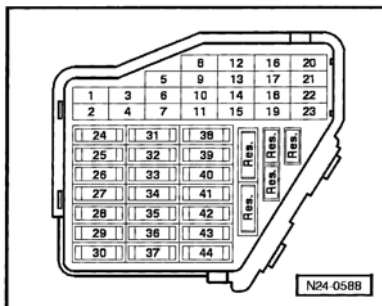 8 12 16 20
5 9 13 17 21
1 3 6 10 14 18 22
2 4 7 11 15 19 23
24 31 38
25 32 39
26 33 40
27 34 41
28 35 42
29 36 43
30 37 44
Res. Res. Res.
Res. Res.
N24-0588